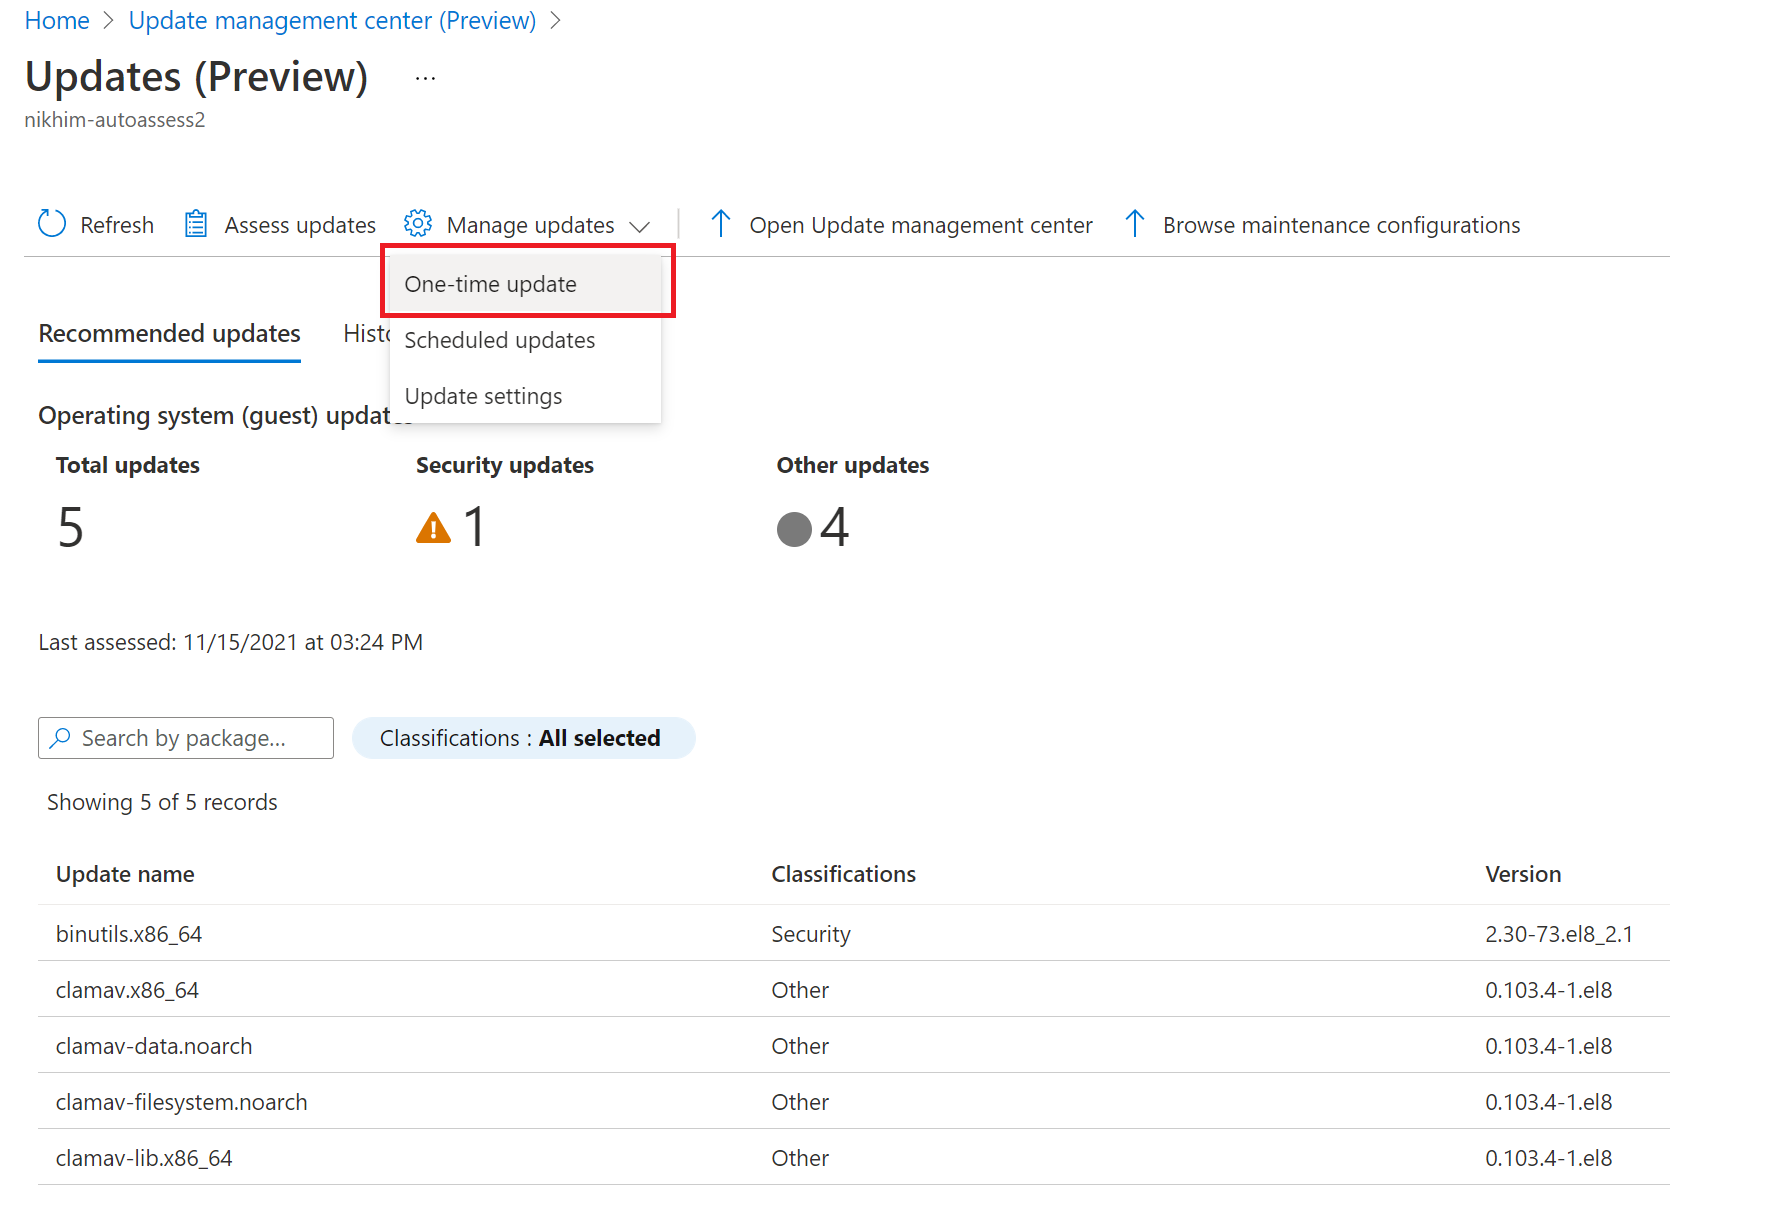 Home > Update management center (Preview) >
Updates (Preview) ...
nikhim-autoassess2
Refresh Assess updates Manage updates Open Update management center Browse maintenance configurations
One-time update
Recommended updates
Scheduled updates
Update settings
Operating system (guest)
Total updates Security updates Other updates
5 1 4
Last assessed: 11/15/2021 at 03:24 PM
Search by package... Classifications : All selected
Showing 5 of 5 records
Update name Classifications Version
binutils.x86_64 Security 2.30-73.el8_2.1
clamav.x86_64 Other 0.103.4-1.el8
clamav-data.noarch Other 0.103.4-1.el8
clamav-filesystem.noarch Other 0.103.4-1.el8
clamav-lib.x86_64 Other 0.103.4-1.el8